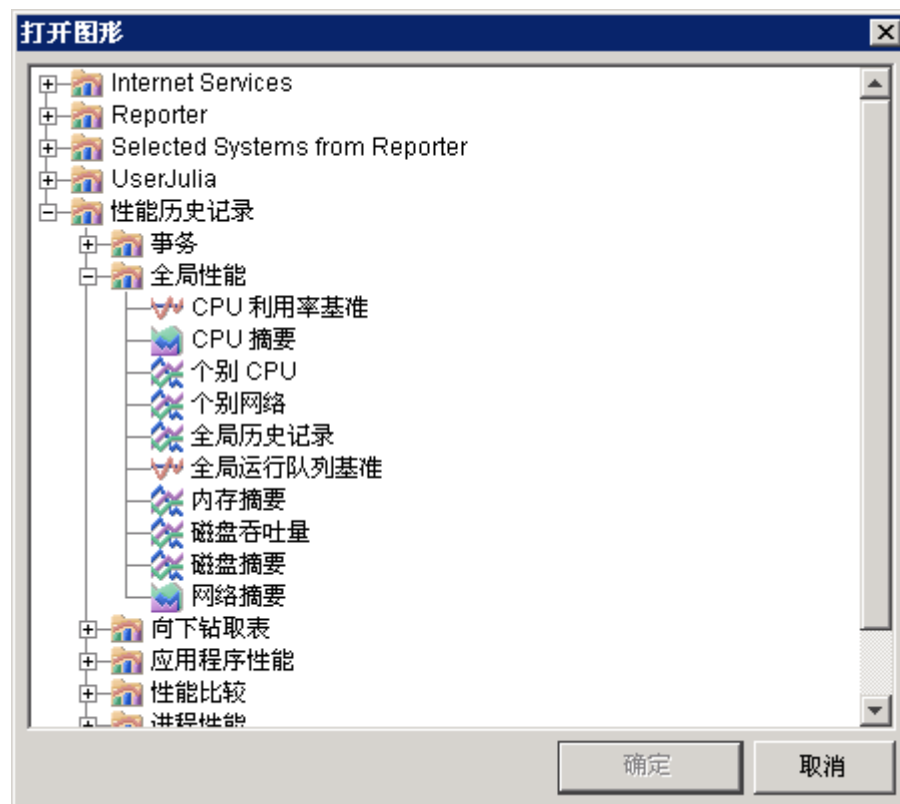 打开图形
Internet Services
Reporter
Selected Systems from Reporter
UserJulia
性能历史记录
事务
全局性能
CPU 利用率基准
CPU 摘要
个别 CPU
个别网络
全局历史记录
全局运行队列基准
内存摘要
磁盘吞吐量
磁盘摘要
网络摘要
向下钻取表
应用程序性能
性能比较
进程性能
确定
取消